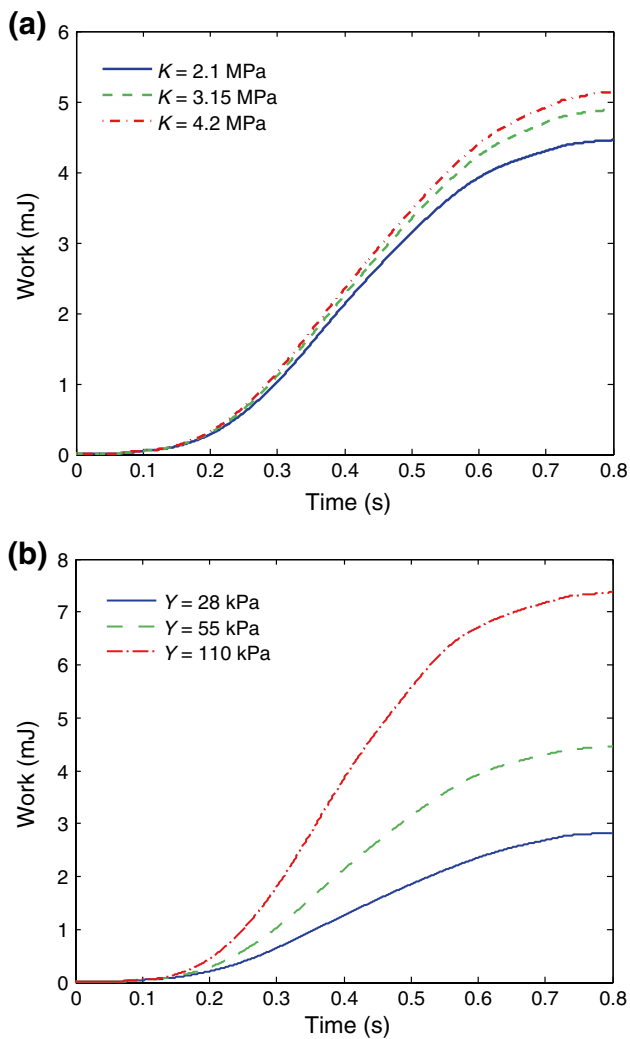 (a)
6
5
4
3
2
1
0
Work (mJ)
K = 2.1 MPa
K = 3.15 MPa
K = 4.2 MPa
0 0.1 0.2 0.3 0.4 0.5 0.6 0.7 0.8
Time (s)
(b)
8
7
6
5
4
3
2
1
0
Work (mJ)
Y = 28 kPa
Y = 55 kPa
Y = 110 kPa
0 0.1 0.2 0.3 0.4 0.5 0.6 0.7 0.8
Time (s)